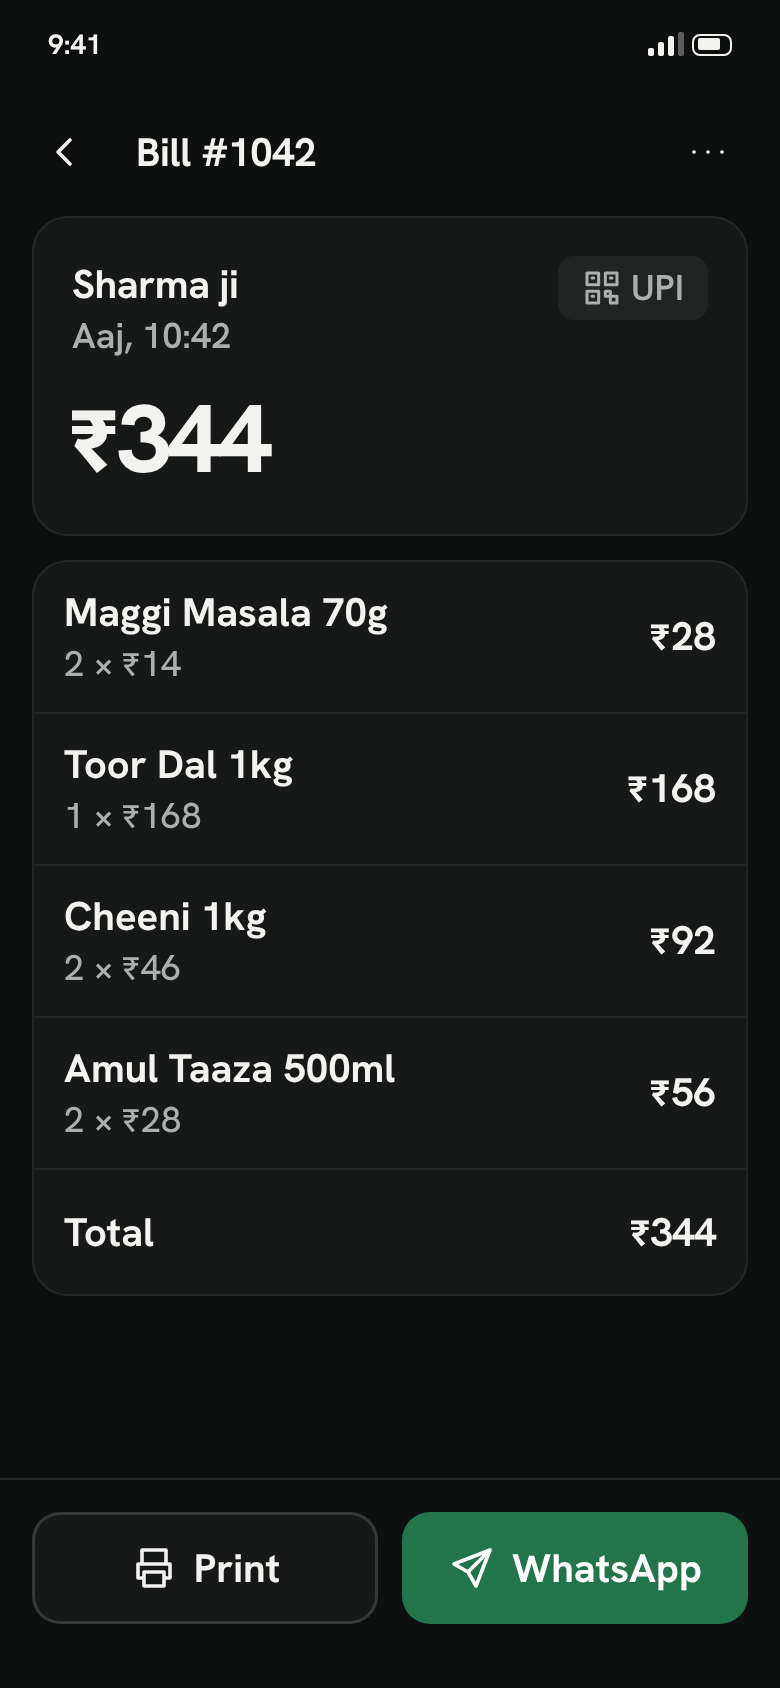 9:41
Bill #1042
...
Sharma ji
UPI
Aaj, 10:42
₹344
Maggi Masala 70g
₹28
2 × ₹14
Toor Dal 1kg
₹168
1 × ₹168
Cheeni 1kg
₹92
2 × ₹46
Amul Taaza 500ml
₹56
2 × ₹28
Total
₹344
Print
WhatsApp